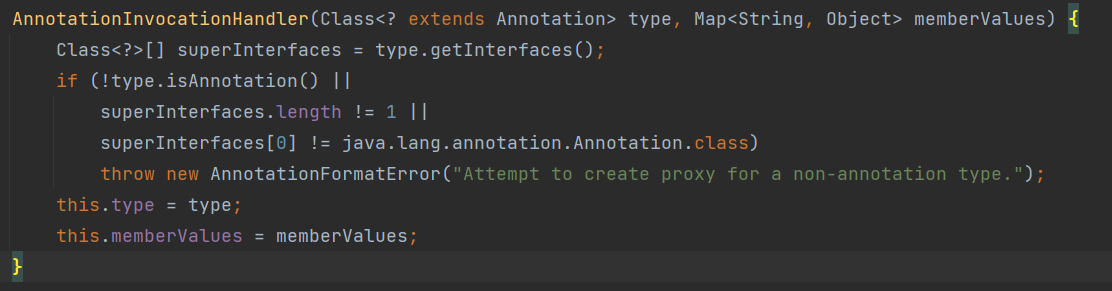 AnnotationInvocationHandler(Class<? extends Annotation> type, Map<String, Object> memberValues) {
    Class<?>[] superInterfaces = type.getInterfaces();
    if (!type.isAnnotation() ||
        superInterfaces.length != 1 ||
        superInterfaces[0] != java.lang.annotation.Annotation.class)
        throw new AnnotationFormatError("Attempt to create proxy for a non-annotation type.");
    this.type = type;
    this.memberValues = memberValues;
}